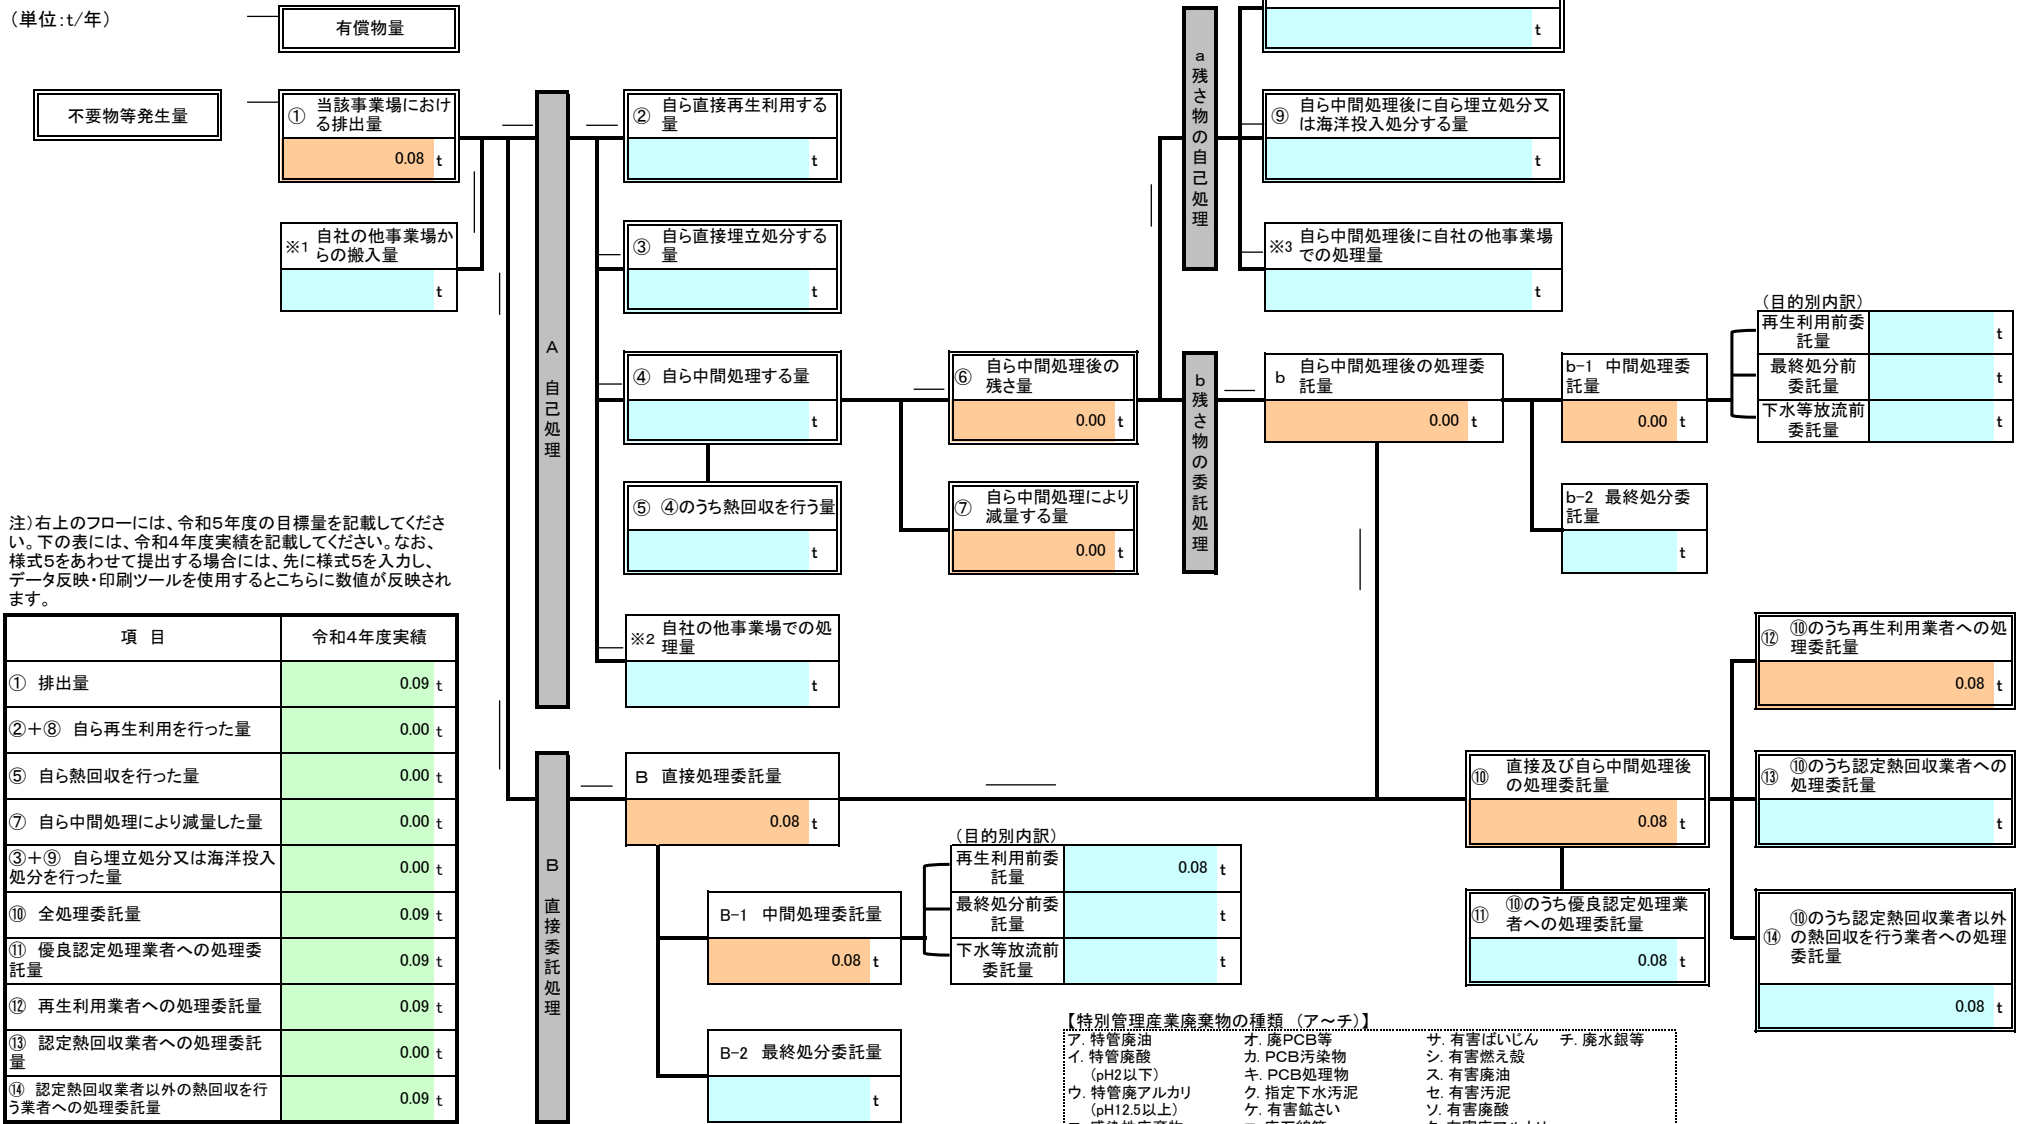 （単位：t/年）
有償物量
不要物等発生量
① 当該事業場におけ
る排出量
0.08 t
※1 自社の他事業場か
らの搬入量
t
A 自己処理
② 自ら直接再生利用する
量
t
③ 自ら直接埋立処分する
量
t
④ 自ら中間処理する量
t
⑤ ④のうち熱回収を行う量
t
※2 自社の他事業場での処
理量
t
⑥ 自ら中間処理後の
残さ量
0.00 t
⑦ 自ら中間処理により
減量する量
0.00 t
a 残さ物の自己処理
t
⑨ 自ら中間処理後に自ら埋立処分又
は海洋投入処分する量
t
※3 自ら中間処理後に自社の他事業場
での処理量
t
b 残さ物の委託処理
b 自ら中間処理後の処理委
託量
0.00 t
b-1 中間処理委
託量
0.00 t
b-2 最終処分委
託量
t
（目的別内訳）
再生利用前委
託量
t
最終処分前
委託量
t
下水等放流前
委託量
t
注）右上のフローには、令和5年度の目標量を記載してくださ
い。下の表には、令和4年度実績を記載してください。なお、
様式5をあわせて提出する場合には、先に様式5を入力し、
データ反映・印刷ツールを使用するとこちらに数値が反映され
ます。
項 目 令和4年度実績
① 排出量 0.09 t
②＋⑧ 自ら再生利用を行った量 0.00 t
⑤ 自ら熱回収を行った量 0.00 t
⑦ 自ら中間処理により減量した量 0.00 t
③＋⑨ 自ら埋立処分又は海洋投入
処分を行った量 0.00 t
⑩ 全処理委託量 0.09 t
⑪ 優良認定処理業者への処理委
託量 0.09 t
⑫ 再生利用業者への処理委託量 0.09 t
⑬ 認定熱回収業者への処理委託
量 0.00 t
⑭ 認定熱回収業者以外の熱回収を行
う業者への処理委託量 0.09 t
B 直接委託処理
B 直接処理委託量
0.08 t
B-1 中間処理委託量
0.08 t
B-2 最終処分委託量
t
（目的別内訳）
再生利用前委
託量
0.08 t
最終処分前委
託量
t
下水等放流前
委託量
t
⑩ 直接及び自ら中間処理後
の処理委託量
0.08 t
⑪ ⑩のうち優良認定処理業
者への処理委託量
0.08 t
⑫ ⑩のうち再生利用業者への処
理委託量
0.08 t
⑬ ⑩のうち認定熱回収業者への
処理委託量
t
⑭ ⑩のうち認定熱回収業者以外
の熱回収を行う業者への処理
委託量
0.08 t
【特別管理産業廃棄物の種類 （ア～チ）】
ア．特管廃油 オ．廃PCB等 サ．有害ばいじん チ．廃水銀等
イ．特管廃酸 カ．PCB汚染物 シ．有害燃え殻
（pH2以下） キ．PCB処理物 ス．有害廃油
ウ．特管廃アルカリ ク．指定下水汚泥 セ．有害汚泥
（pH12.5以上） ケ．有害鉱さい ソ．有害廃酸